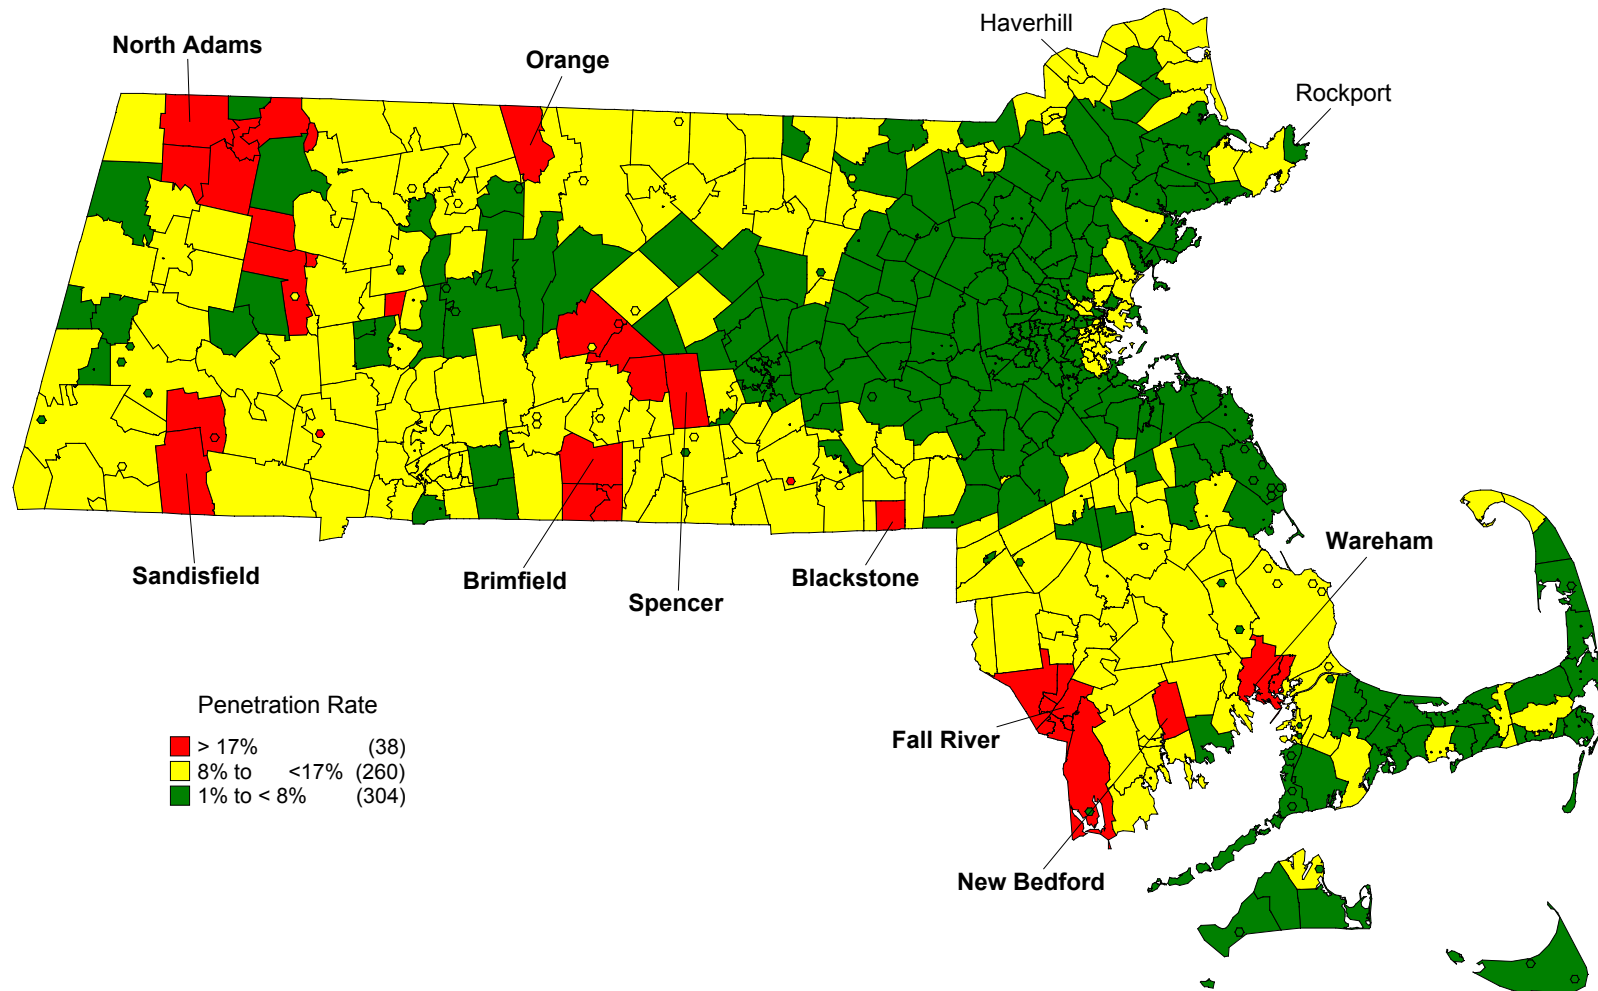 Haverhill
North Adams
Orange
Rockport
Wareham
Sandisfield
Brimfield
Blackstone
Spencer
Penetration Rate
Fall River
> 17% (38)
8% to <17% (260)
1% to < 8% (304)
New Bedford